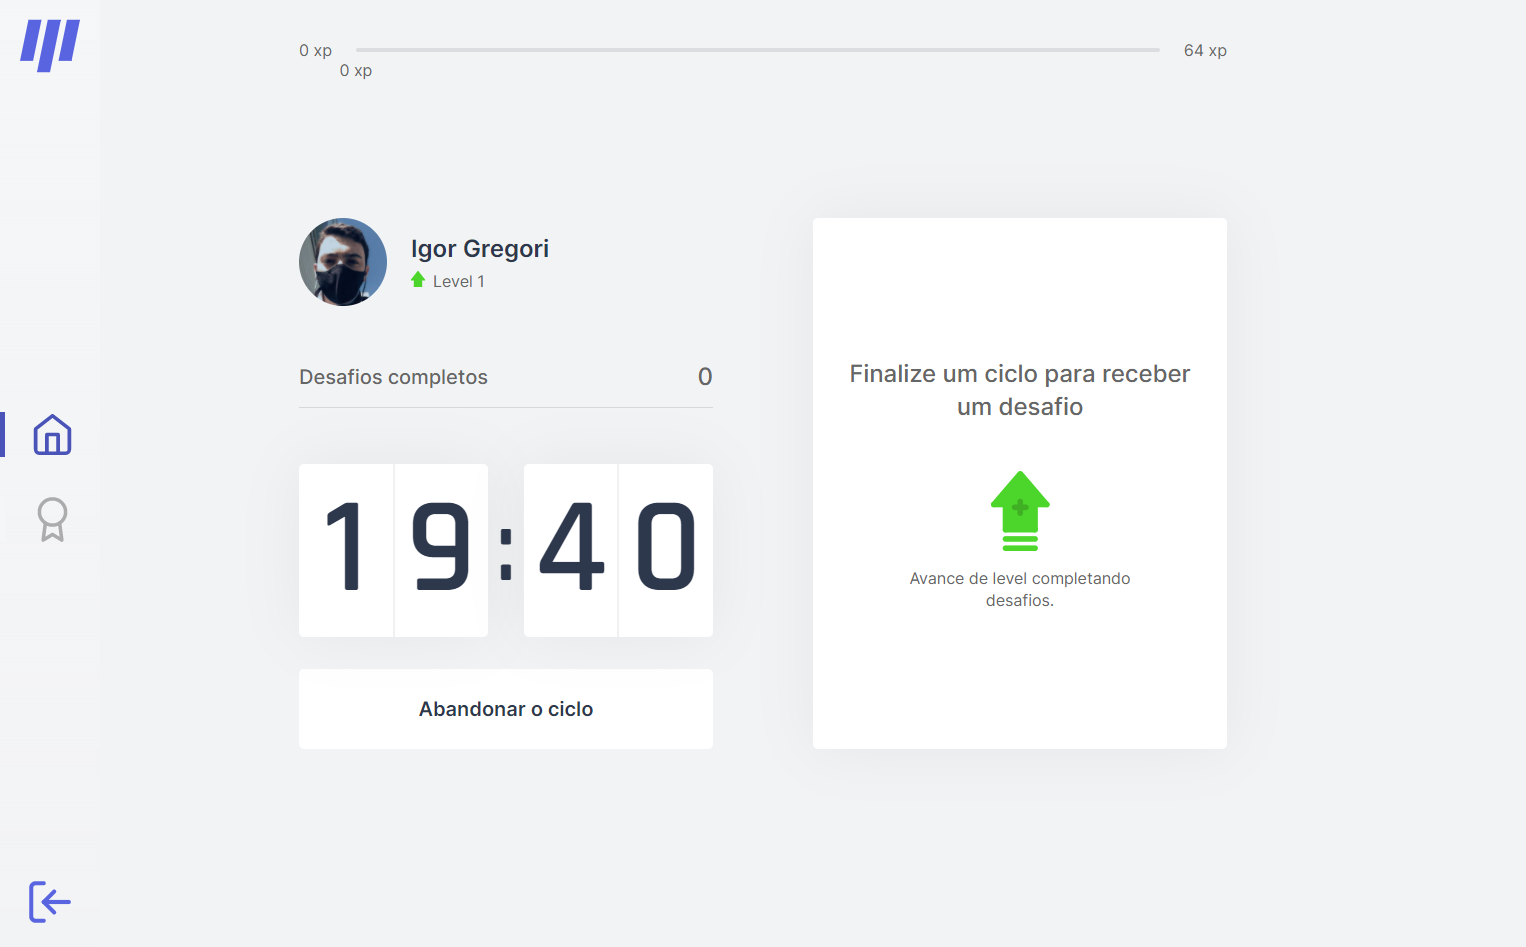 0 xp
64 xp
0 xp
Igor Gregori
Level 1
Desafios completos
0
19:40
Abandonar o ciclo
Finalize um ciclo para receber
um desafio
Avance de level completando
desafios.